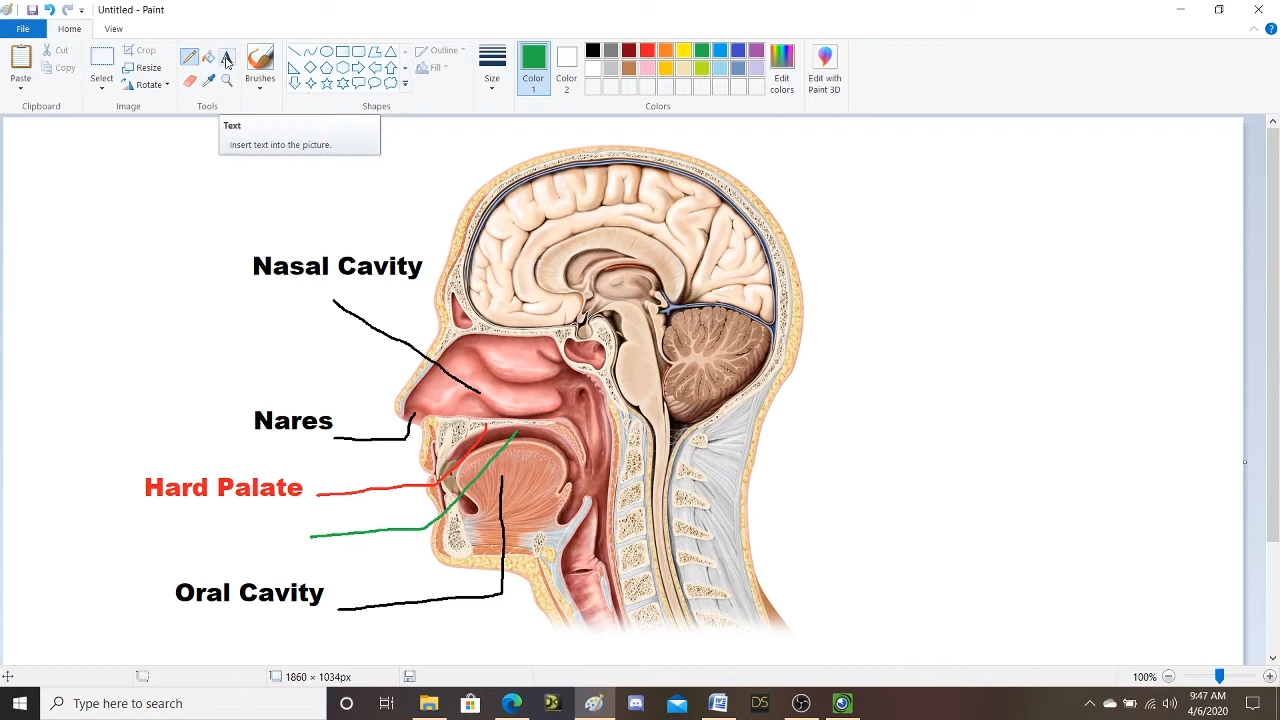 Untitled - Paint
File
Home
View
Paste
Cut
Copy
Clipboard
Select
Crop
Resize
Rotate
Image
A
Tools
Brushes
Shapes
Outline
Fill
Size
Color
1
Color
2
Edit
colors
Colors
Edit with
Paint 3D
Text
Insert text into the picture.
Nasal Cavity
Nares
Hard Palate
Oral Cavity
1860 × 1034px
100%
Type here to search
DS
9:47 AM
4/6/2020